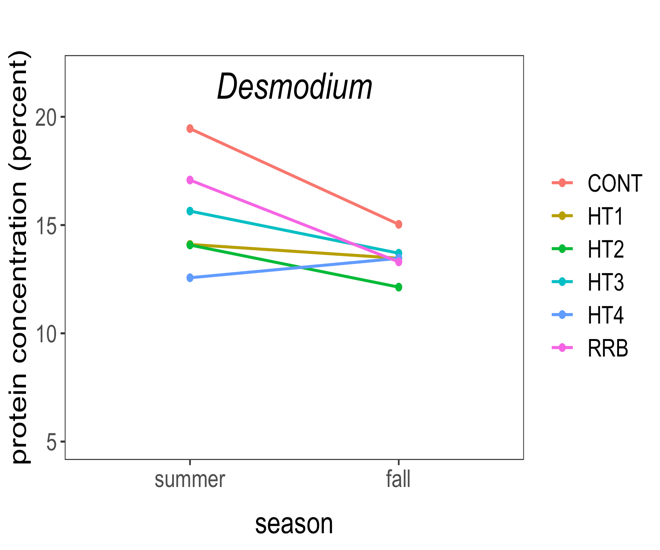 Desmodium
protein concentration (percent)
20
15
10
5
summer
fall
season
CONT
HT1
HT2
HT3
HT4
RRB